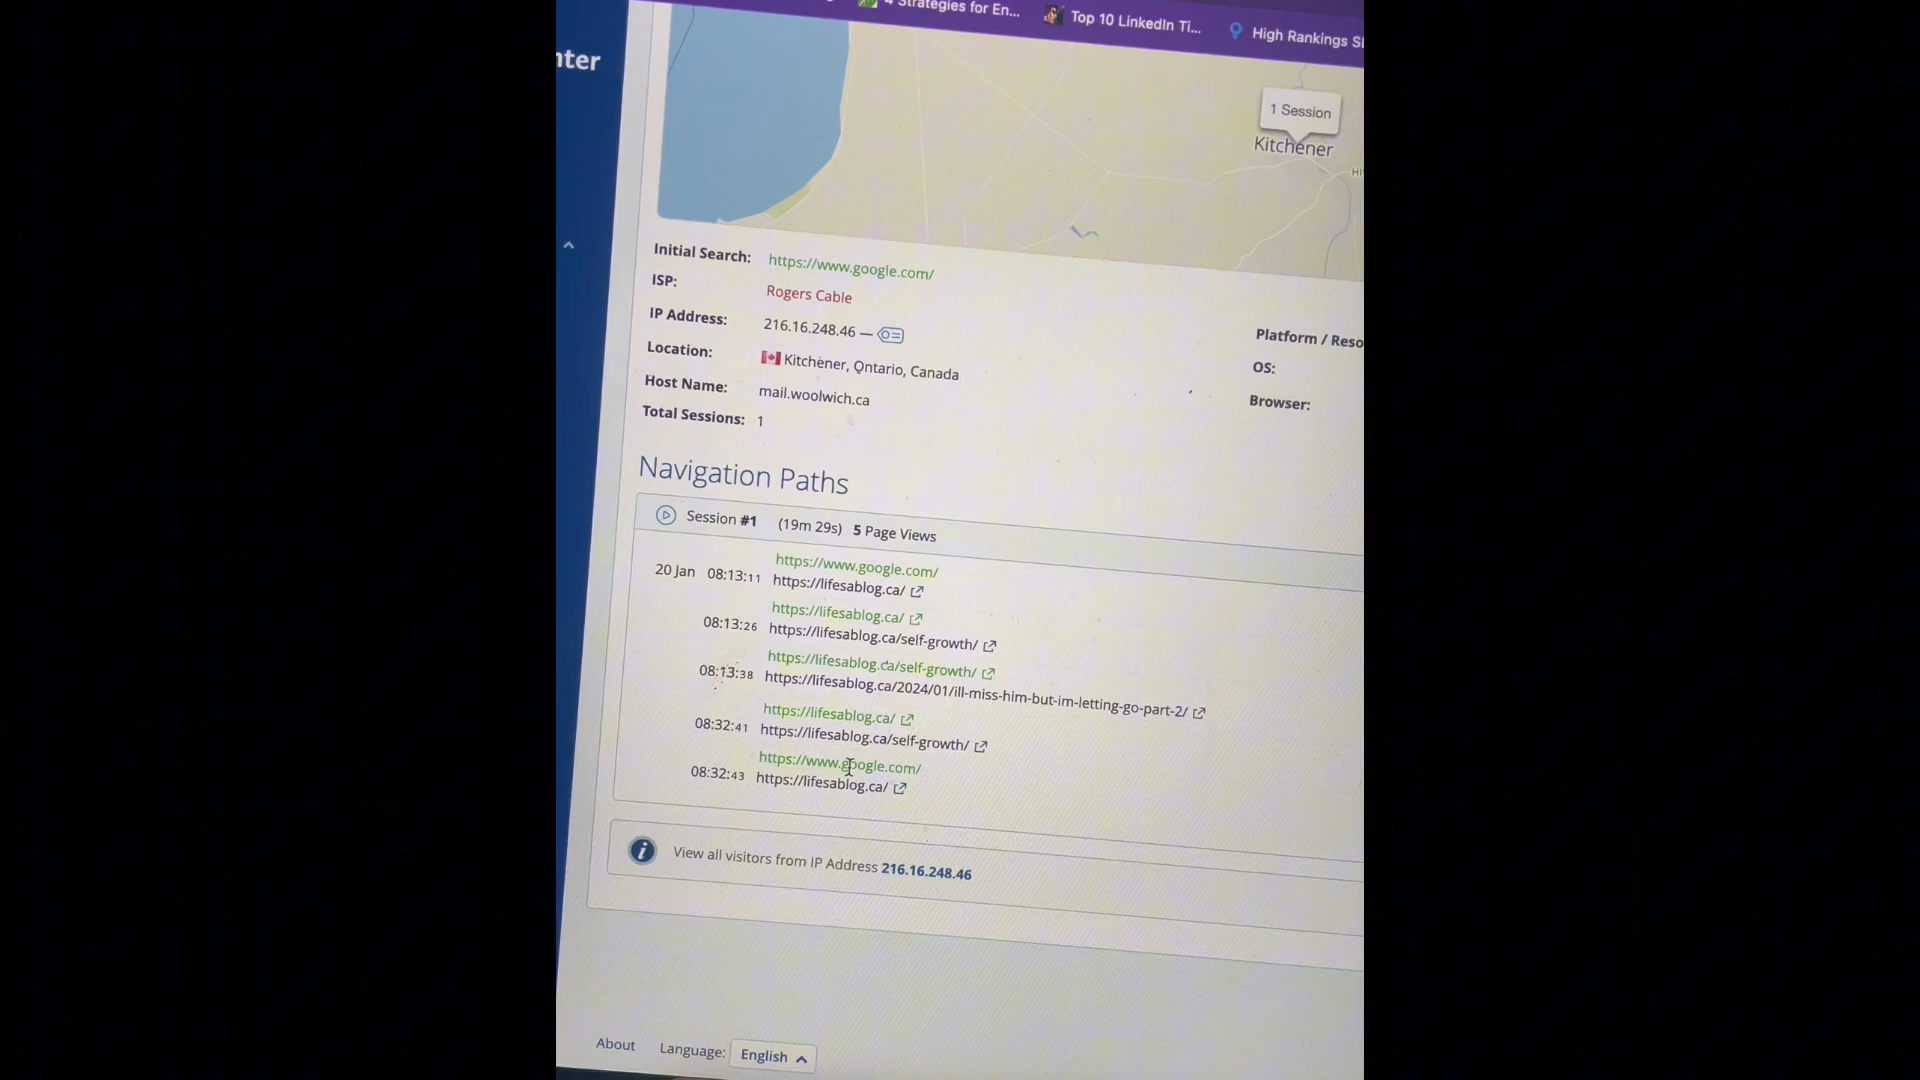 4 Strategies for En...
Top 10 LinkedIn Ti...
High Rankings S
nter
1 Session
Kitchener
Initial Search: https://www.google.com/
ISP: Rogers Cable
IP Address: 216.16.248.46 —
Platform / Reso
Location: Kitchener, Ontario, Canada
OS:
Host Name: mail.woolwich.ca
Browser:
Total Sessions: 1
Navigation Paths
Session #1 (19m 29s) 5 Page Views
https://www.google.com/
20 Jan 08:13:11 https://lifesablog.ca/
https://lifesablog.ca/
08:13:26 https://lifesablog.ca/self-growth/
https://lifesablog.ca/self-growth/
08:13:38 https://lifesablog.ca/2024/01/ill-miss-him-but-im-letting-go-part-2/
https://lifesablog.ca/
08:32:41 https://lifesablog.ca/self-growth/
https://www.google.com/
08:32:43 https://lifesablog.ca/
View all visitors from IP Address 216.16.248.46
About Language: English